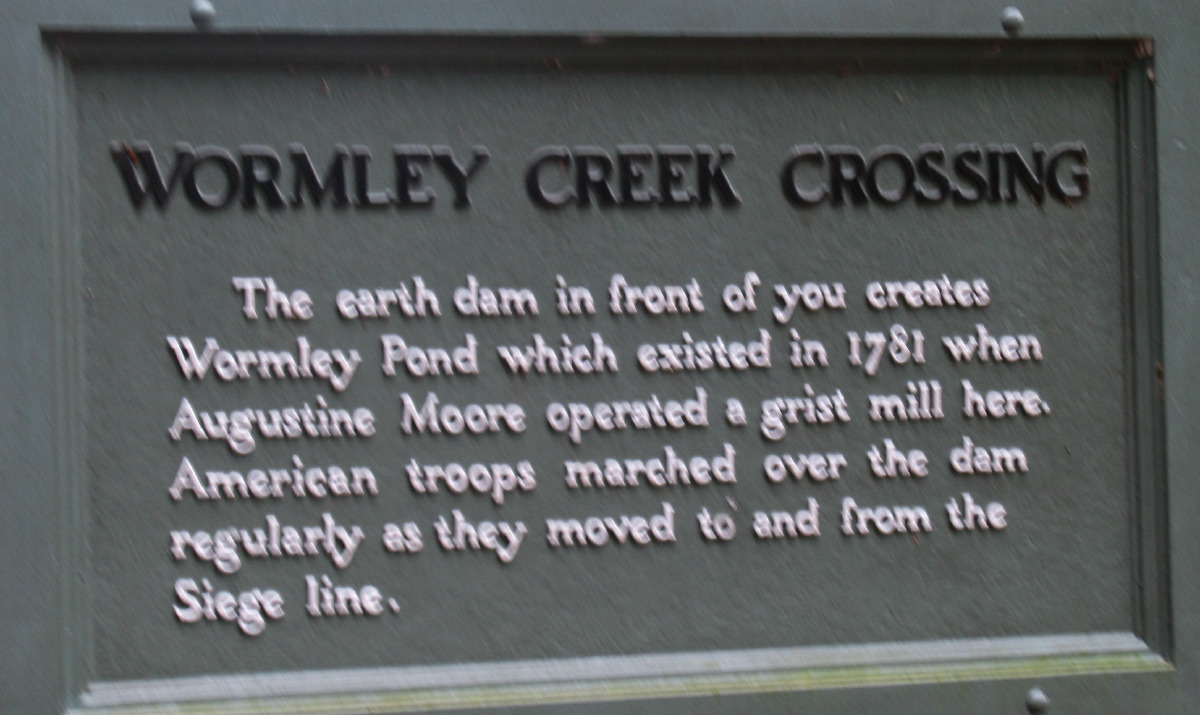 WORMLEY CREEK CROSSING
The earth dam in front of you creates
Wormley Pond which existed in 1781 when
Augustine Moore operated a grist mill here.
American troops marched over the dam
regularly as they moved to and from the
Siege line.